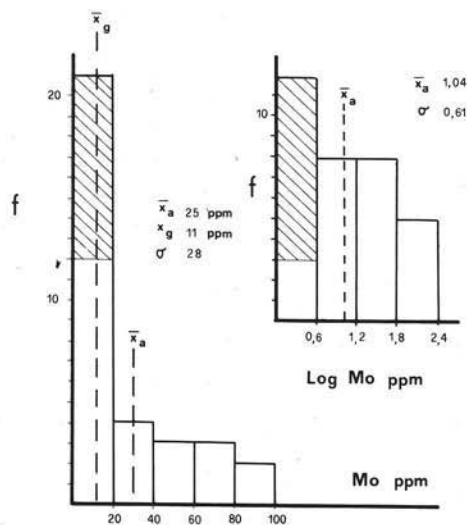 x̄g
20
f
10
x̄a 25 ppm
xg 11 ppm
σ 28
x̄a
20 40 60 80 100
Mo ppm
x̄a 1,04
σ 0,61
x̄a
10
f
0,6 1,2 1,8 2,4
Log Mo ppm